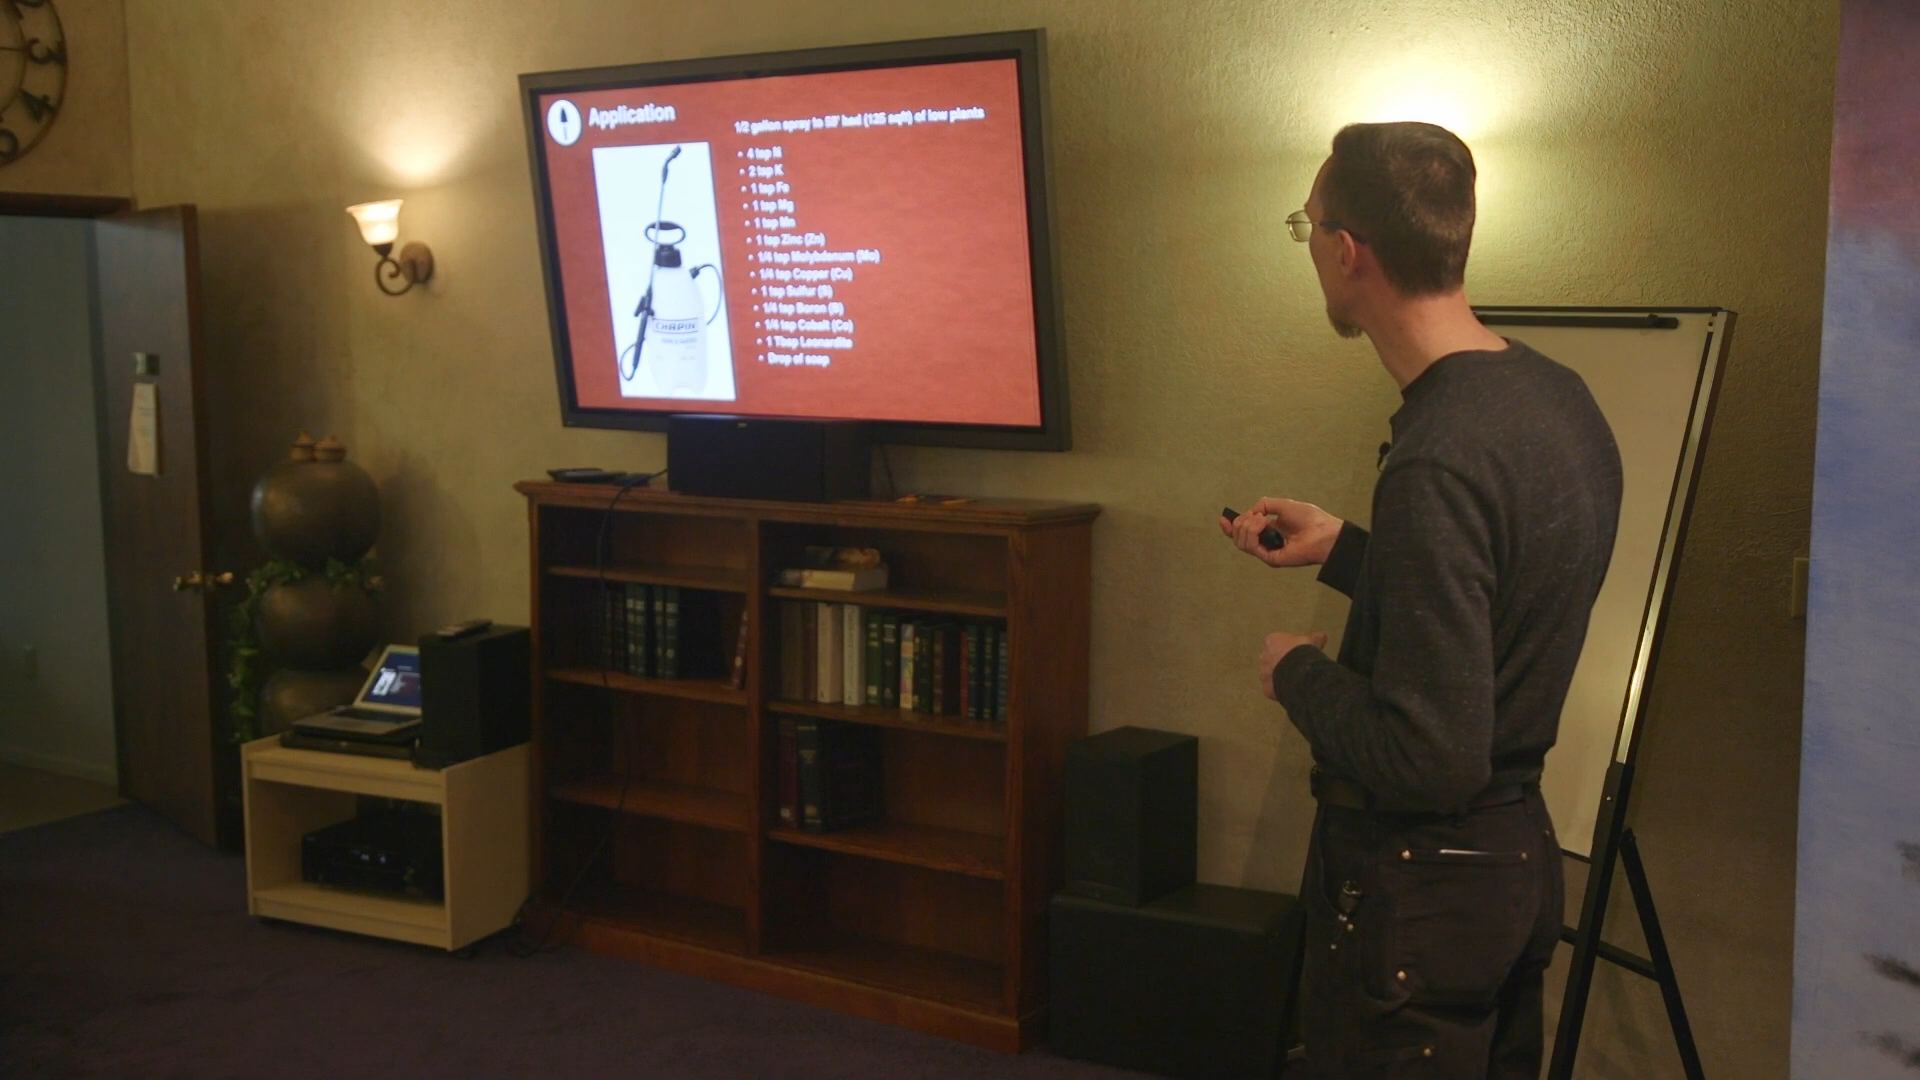 Application
1/2 gallon spray to 50' bed (125 sqft) of low plants
• 4 tsp N
• 2 tsp K
• 1 tsp Fe
• 1 tsp Mg
• 1 tsp Mn
• 1 tsp Zinc (Zn)
• 1/4 tsp Molybdenum (Mo)
• 1/4 tsp Copper (Cu)
• 1 tsp Sulfur (S)
• 1/4 tsp Boron (B)
• 1/4 tsp Cobalt (Co)
• 1 Tbsp Leonardite
• Drop of soap
CHAPIN
3
4